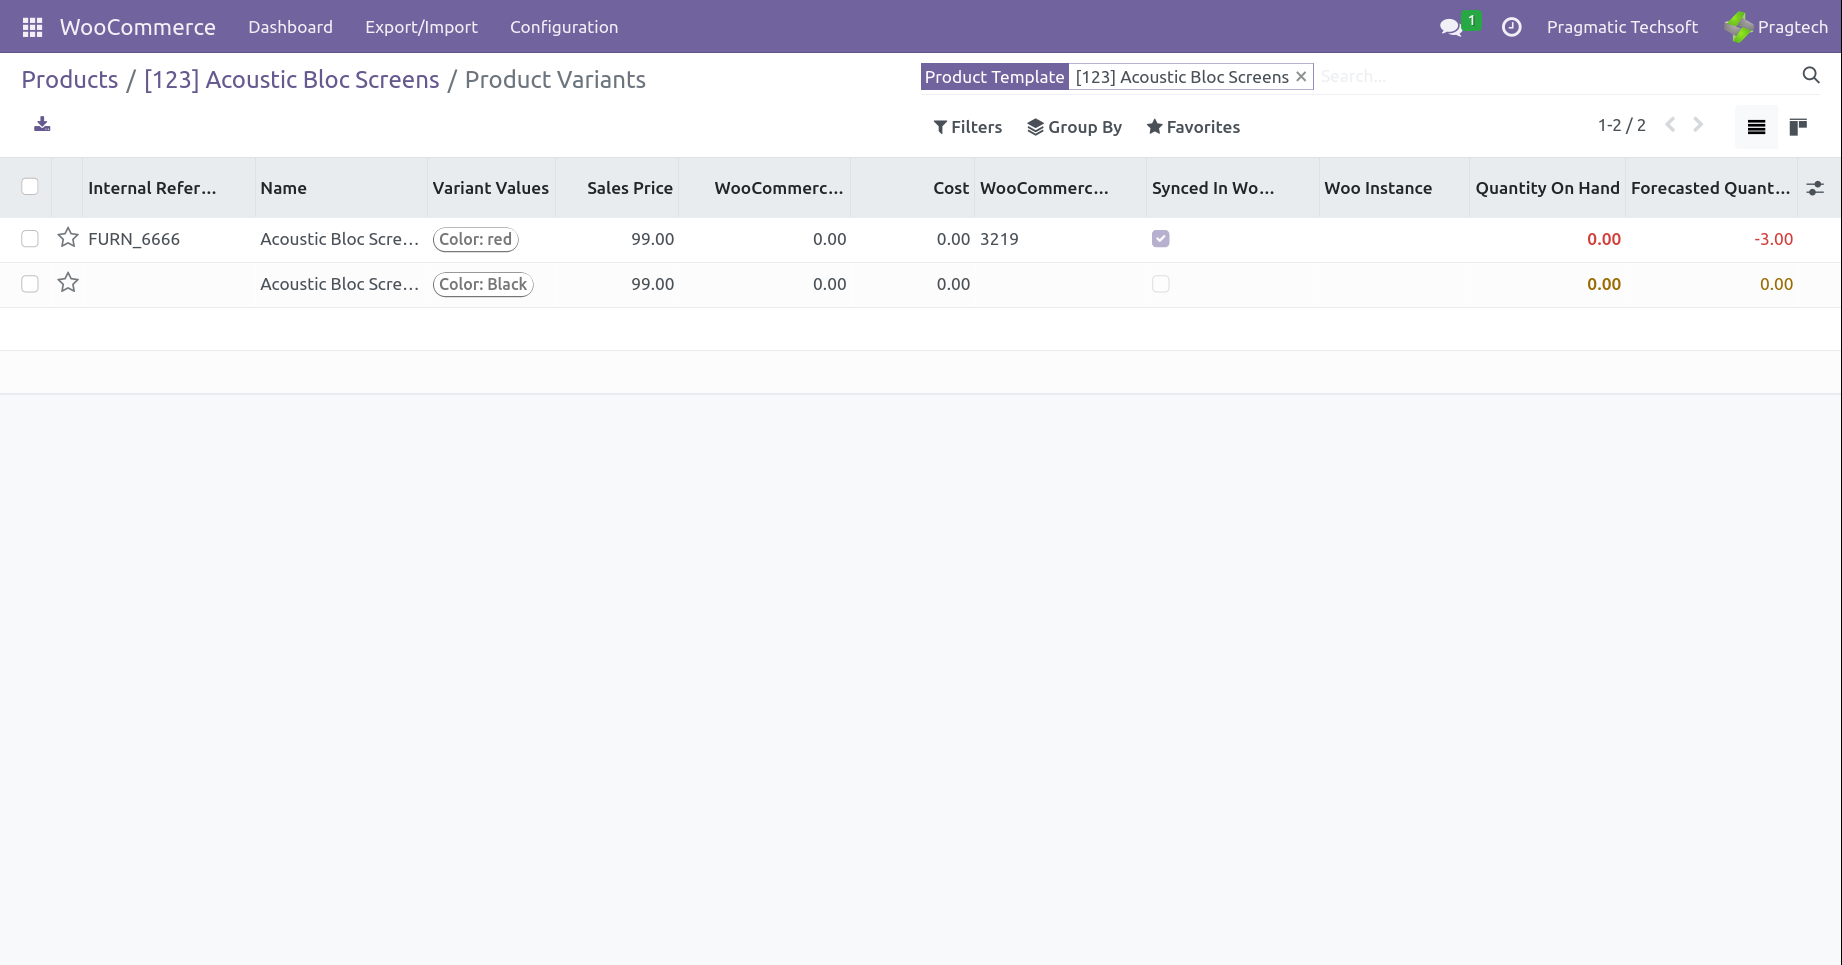 WooCommerce Dashboard Export/Import Configuration 1 Pragmatic Techsoft Pragtech
Products / [123] Acoustic Bloc Screens / Product Variants
Product Template [123] Acoustic Bloc Screens × Search...
Filters Group By Favorites 1-2 / 2
Internal Refer... Name Variant Values Sales Price WooCommerc... Cost WooCommerc... Synced In Wo... Woo Instance Quantity On Hand Forecasted Quant...
FURN_6666 Acoustic Bloc Scre... Color: red 99.00 0.00 0.00 3219 0.00 -3.00
Acoustic Bloc Scre... Color: Black 99.00 0.00 0.00 0.00 0.00